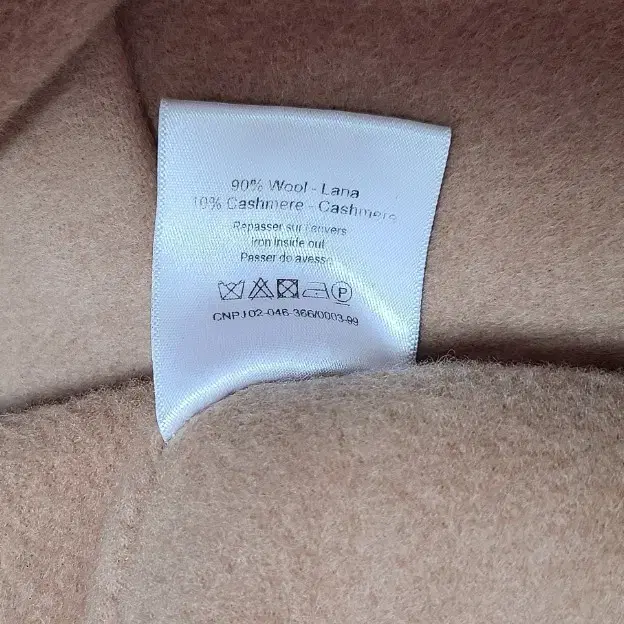 90% Wool - Lana
10% Cashmere - Cashmere
Repasser sur l'envers
iron inside out
Passer do avesso
P
CNPJ 02-046-366/0003-99